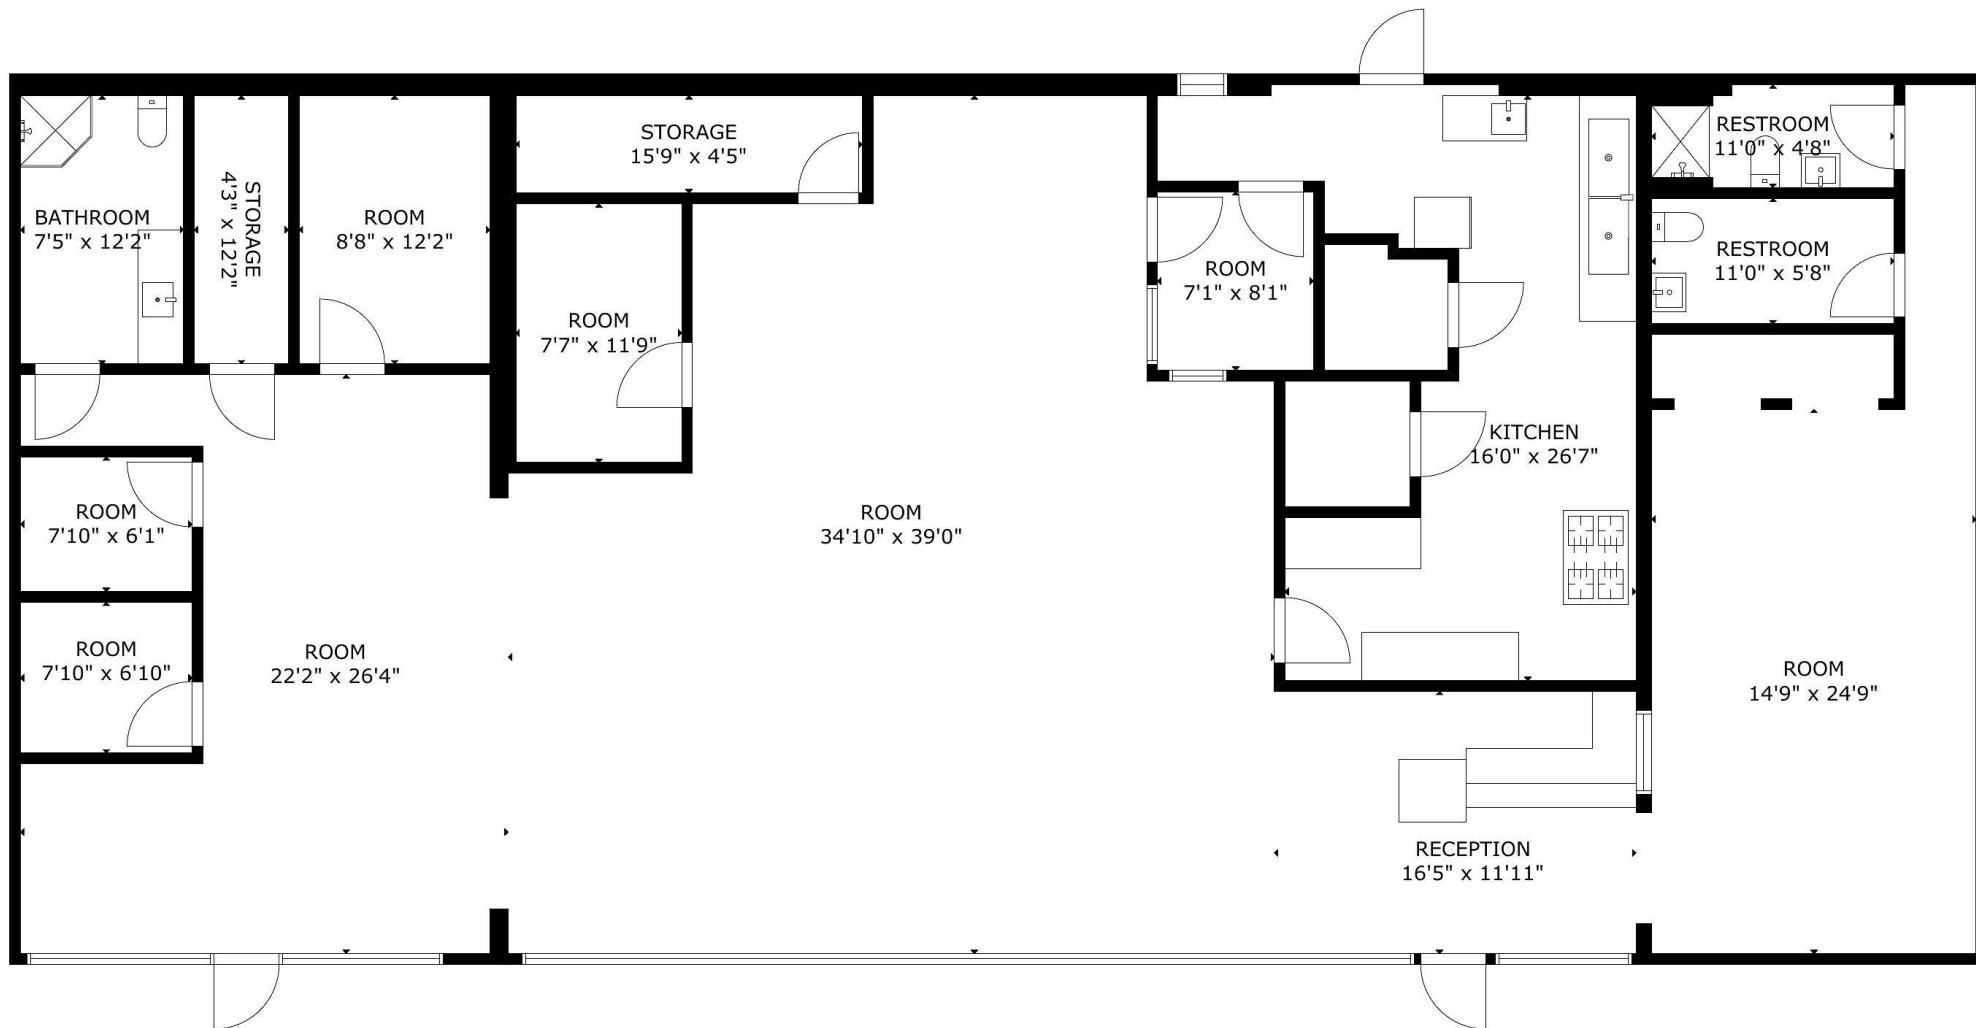 BATHROOM
7'5" x 12'2"
STORAGE
4'3" x 12'2"
ROOM
8'8" x 12'2"
STORAGE
15'9" x 4'5"
ROOM
7'7" x 11'9"
ROOM
7'1" x 8'1"
RESTROOM
11'0" x 4'8"
RESTROOM
11'0" x 5'8"
KITCHEN
16'0" x 26'7"
ROOM
7'10" x 6'1"
ROOM
34'10" x 39'0"
ROOM
7'10" x 6'10"
ROOM
22'2" x 26'4"
ROOM
14'9" x 24'9"
RECEPTION
16'5" x 11'11"